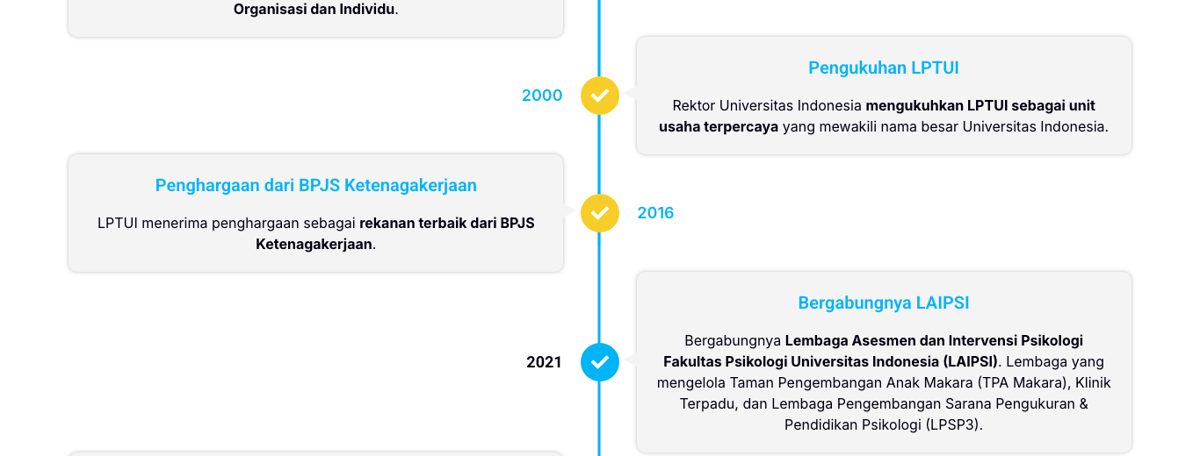 Organisasi dan Individu.
Pengukuhan LPTUI
2000
Rektor Universitas Indonesia mengukuhkan LPTUI sebagai unit
usaha terpercaya yang mewakili nama besar Universitas Indonesia.
Penghargaan dari BPJS Ketenagakerjaan
LPTUI menerima penghargaan sebagai rekanan terbaik dari BPJS
Ketenagakerjaan.
2016
Bergabungnya LAIPSI
Bergabungnya Lembaga Asesmen dan Intervensi Psikologi
Fakultas Psikologi Universitas Indonesia (LAIPSI). Lembaga yang
mengelola Taman Pengembangan Anak Makara (TPA Makara), Klinik
Terpadu, dan Lembaga Pengembangan Sarana Pengukuran &
Pendidikan Psikologi (LPSP3).
2021